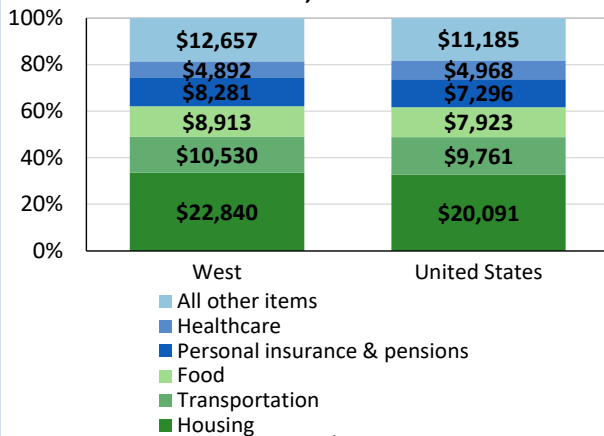 100%
80%
60%
40%
20%
0%
$12,657
$4,892
$8,281
$8,913
$10,530
$22,840
$11,185
$4,968
$7,296
$7,923
$9,761
$20,091
West
United States
All other items
Healthcare
Personal insurance & pensions
Food
Transportation
Housing